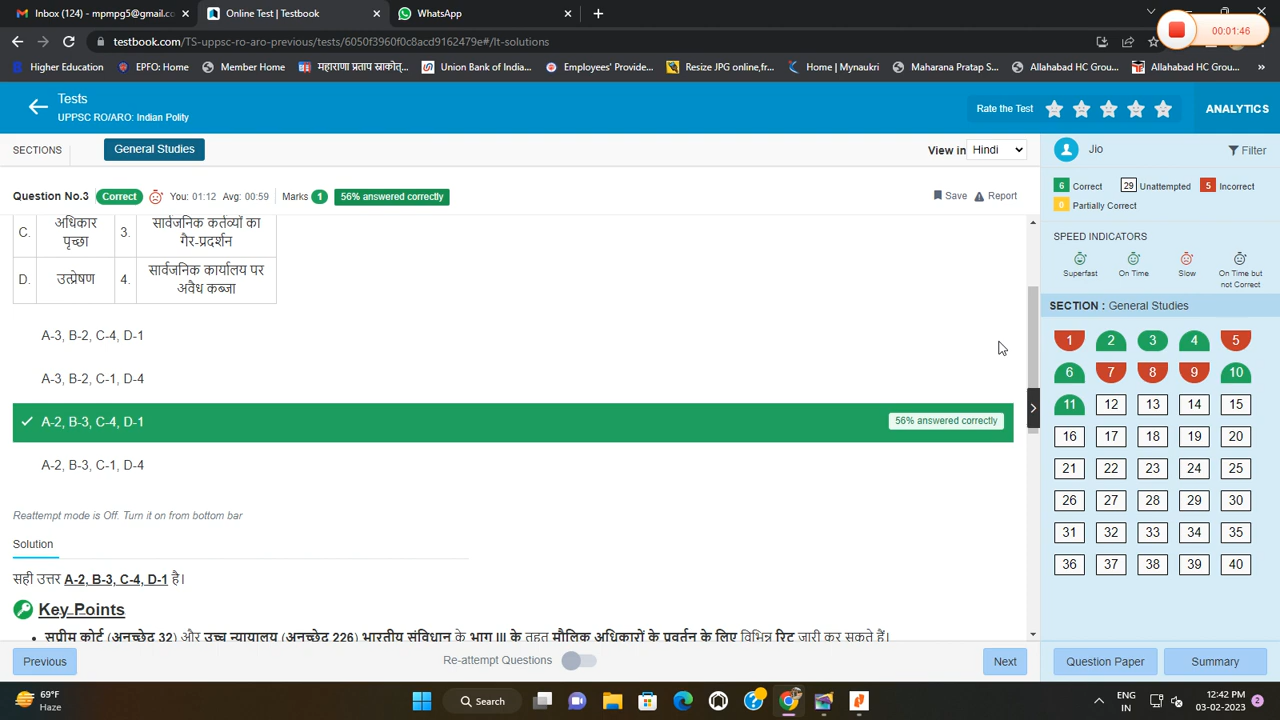 Inbox (124) - mpmpg5@gmail.co
Online Test | Testbook
WhatsApp
00:01:46
testbook.com/TS-uppsc-ro-aro-previous/tests/6050f3960f0c8acd9162479e#/lt-solutions
Higher Education
EPFO: Home
Member Home
महाराणा प्रताप स्नाकोत्...
Union Bank of India...
Employees' Provide...
Resize JPG online,fr...
Home | Mynaukri
Maharana Pratap S...
Allahabad HC Grou...
Allahabad HC Grou...
Tests
UPPSC RO/ARO: Indian Polity
Rate the Test
ANALYTICS
SECTIONS
General Studies
View in
Hindi
Jio
Filter
Question No.3
Correct
You: 01:12
Avg: 00:59
Marks
1
56% answered correctly
Save
Report
6
Correct
29
Unattempted
5
Incorrect
0
Partially Correct
C.
अधिकार
पृच्छा
3.
सार्वजनिक कर्तव्यों का
गैर-प्रदर्शन
D.
उत्प्रेषण
4.
सार्वजनिक कार्यालय पर
अवैध कब्जा
A-3, B-2, C-4, D-1
A-3, B-2, C-1, D-4
A-2, B-3, C-4, D-1
56% answered correctly
A-2, B-3, C-1, D-4
Reattempt mode is Off. Turn it on from bottom bar
Solution
सही उत्तर A-2, B-3, C-4, D-1 है।
Key Points
सुप्रीम कोर्ट (अनुच्छेद 32) और उच्च न्यायालय (अनुच्छेद 226) भारतीय संविधान के भाग III के तहत मौलिक अधिकारों के प्रवर्तन के लिए विभिन्न रिट जारी कर सकते हैं।
SPEED INDICATORS
Superfast
On Time
Slow
On Time but
not Correct
SECTION : General Studies
1 2 3 4 5
6 7 8 9 10
11 12 13 14 15
16 17 18 19 20
21 22 23 24 25
26 27 28 29 30
31 32 33 34 35
36 37 38 39 40
Previous
Re-attempt Questions
Next
Question Paper
Summary
69°F
Haze
Search
ENG
IN
12:42 PM
03-02-2023
2